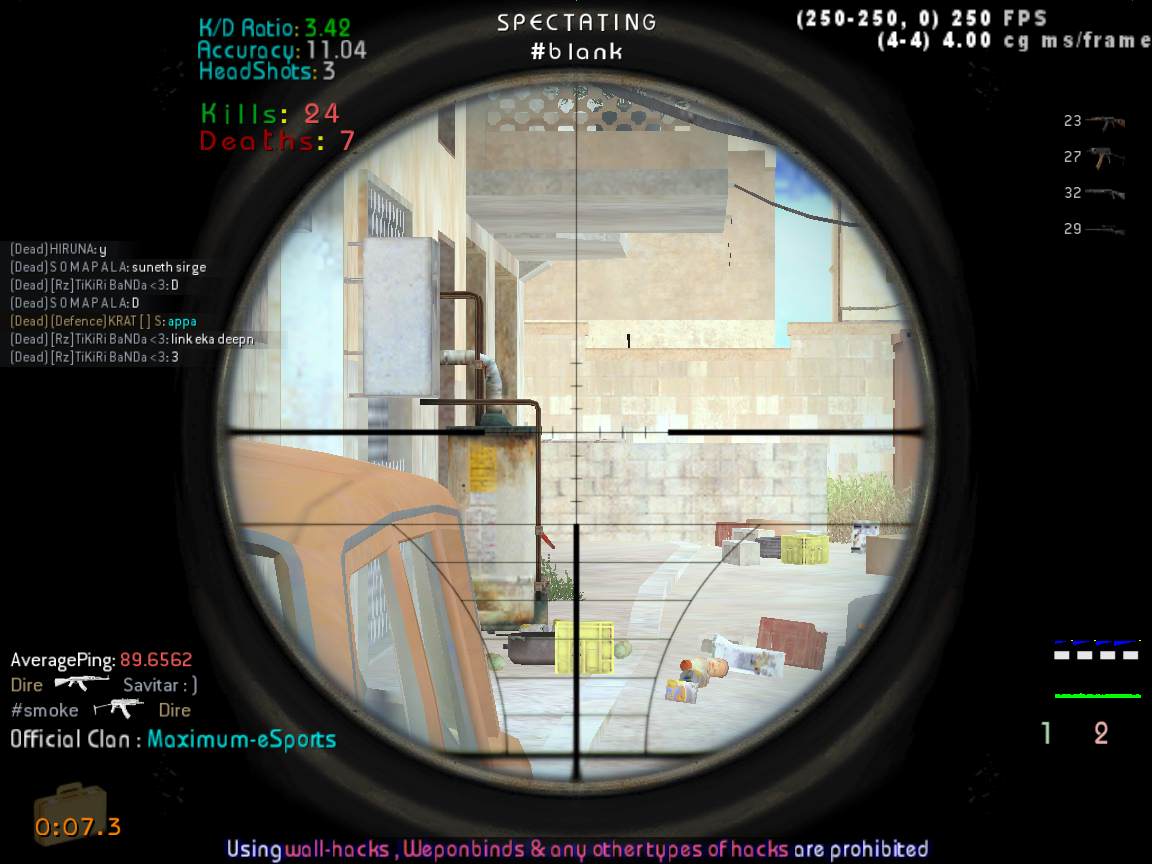 K/D Ratio: 3.42
Accuracy: 11.04
HeadShots: 3
Kills: 24
Deaths: 7
SPECTATING
#blank
(250-250, 0) 250 FPS
(4-4) 4.00 cg ms/frame
23
27
32
29
(Dead)HIRUNA: y
(Dead)S O M A P A L A: suneth sirge
(Dead)[Rz]TiKiRi BaNDa <3: D
(Dead)S O M A P A L A: D
(Dead)[Defence]KRAT [ ] S: appa
(Dead)[Rz]TiKiRi BaNDa <3: link eka deepn
(Dead)[Rz]TiKiRi BaNDa <3: 3
AveragePing: 89.6562
Dire Savitar : )
#smoke Dire
Official Clan : Maximum-eSports
1 2
0:07.3
Using wall-hacks , Weponbinds & any other types of hacks are prohibited